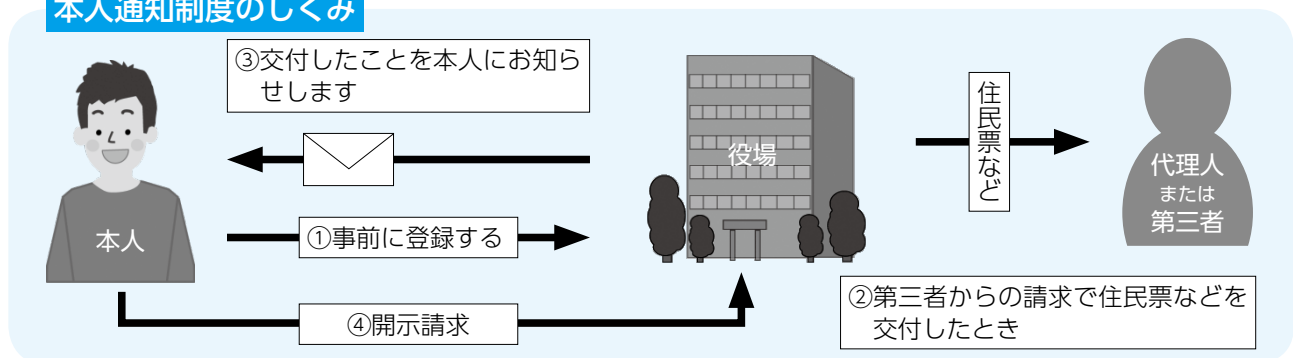 本人通知制度のしくみ
③交付したことを本人にお知ら
せします
住民票など
役場
代理人
または
第三者
本人
①事前に登録する
②第三者からの請求で住民票などを
交付したとき
④開示請求